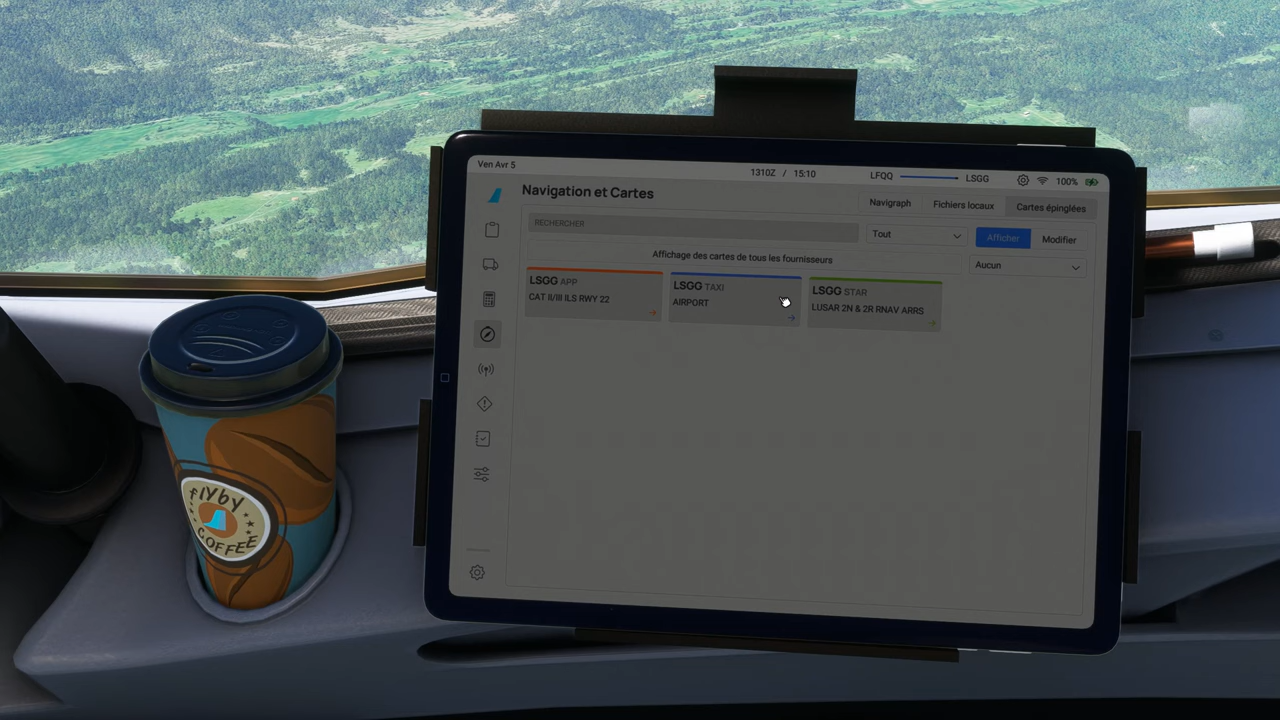 Ven Avr 5
1310Z / 15:10
LFQQ
LSGG
100%
Navigation et Cartes
Navigraph
Fichiers locaux
Cartes épinglées
RECHERCHER
Tout
Afficher
Modifier
Affichage des cartes de tous les fournisseurs
Aucun
LSGG APP
CAT II/III ILS RWY 22
LSGG TAXI
AIRPORT
LSGG STAR
LUSAR 2N & 2R RNAV ARRS
flyby
COFFEE